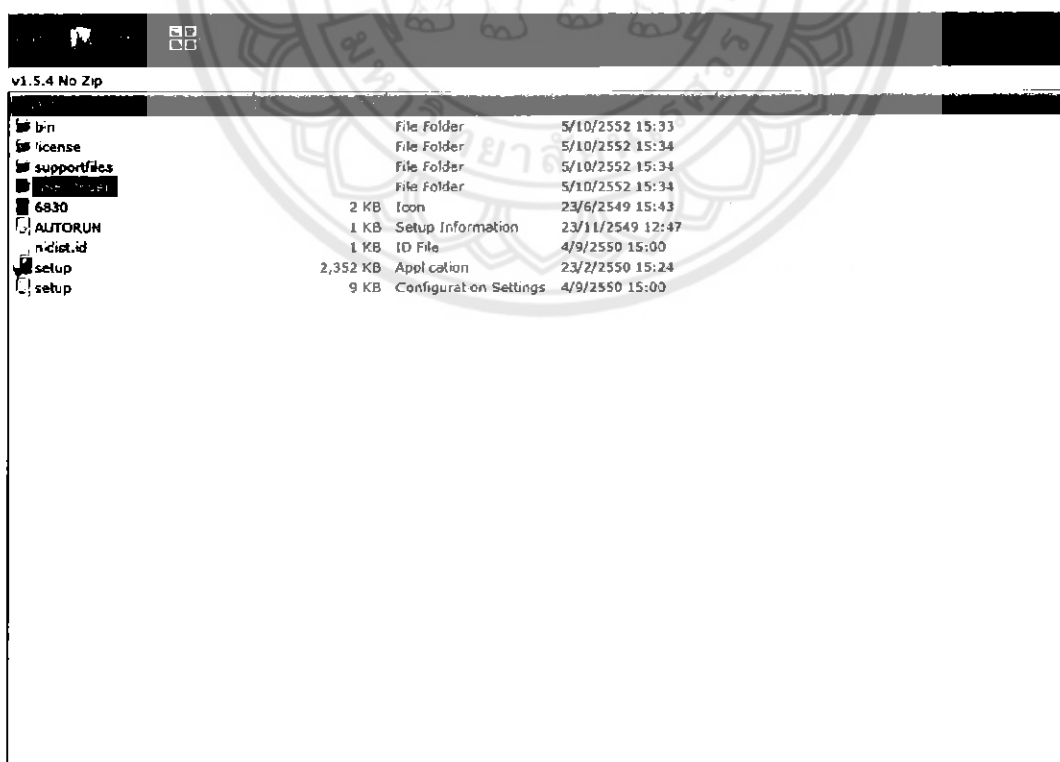 v1.5.4 No Zip
bin File Folder 5/10/2552 15:33
license File Folder 5/10/2552 15:34
supportfiles File Folder 5/10/2552 15:34
File Folder 5/10/2552 15:34
6830 2 KB Icon 23/6/2549 15:43
AUTORUN 1 KB Setup Information 23/11/2549 12:47
nidist.id 1 KB ID File 4/9/2550 15:00
setup 2,352 KB Application 23/2/2550 15:24
setup 9 KB Configuration Settings 4/9/2550 15:00